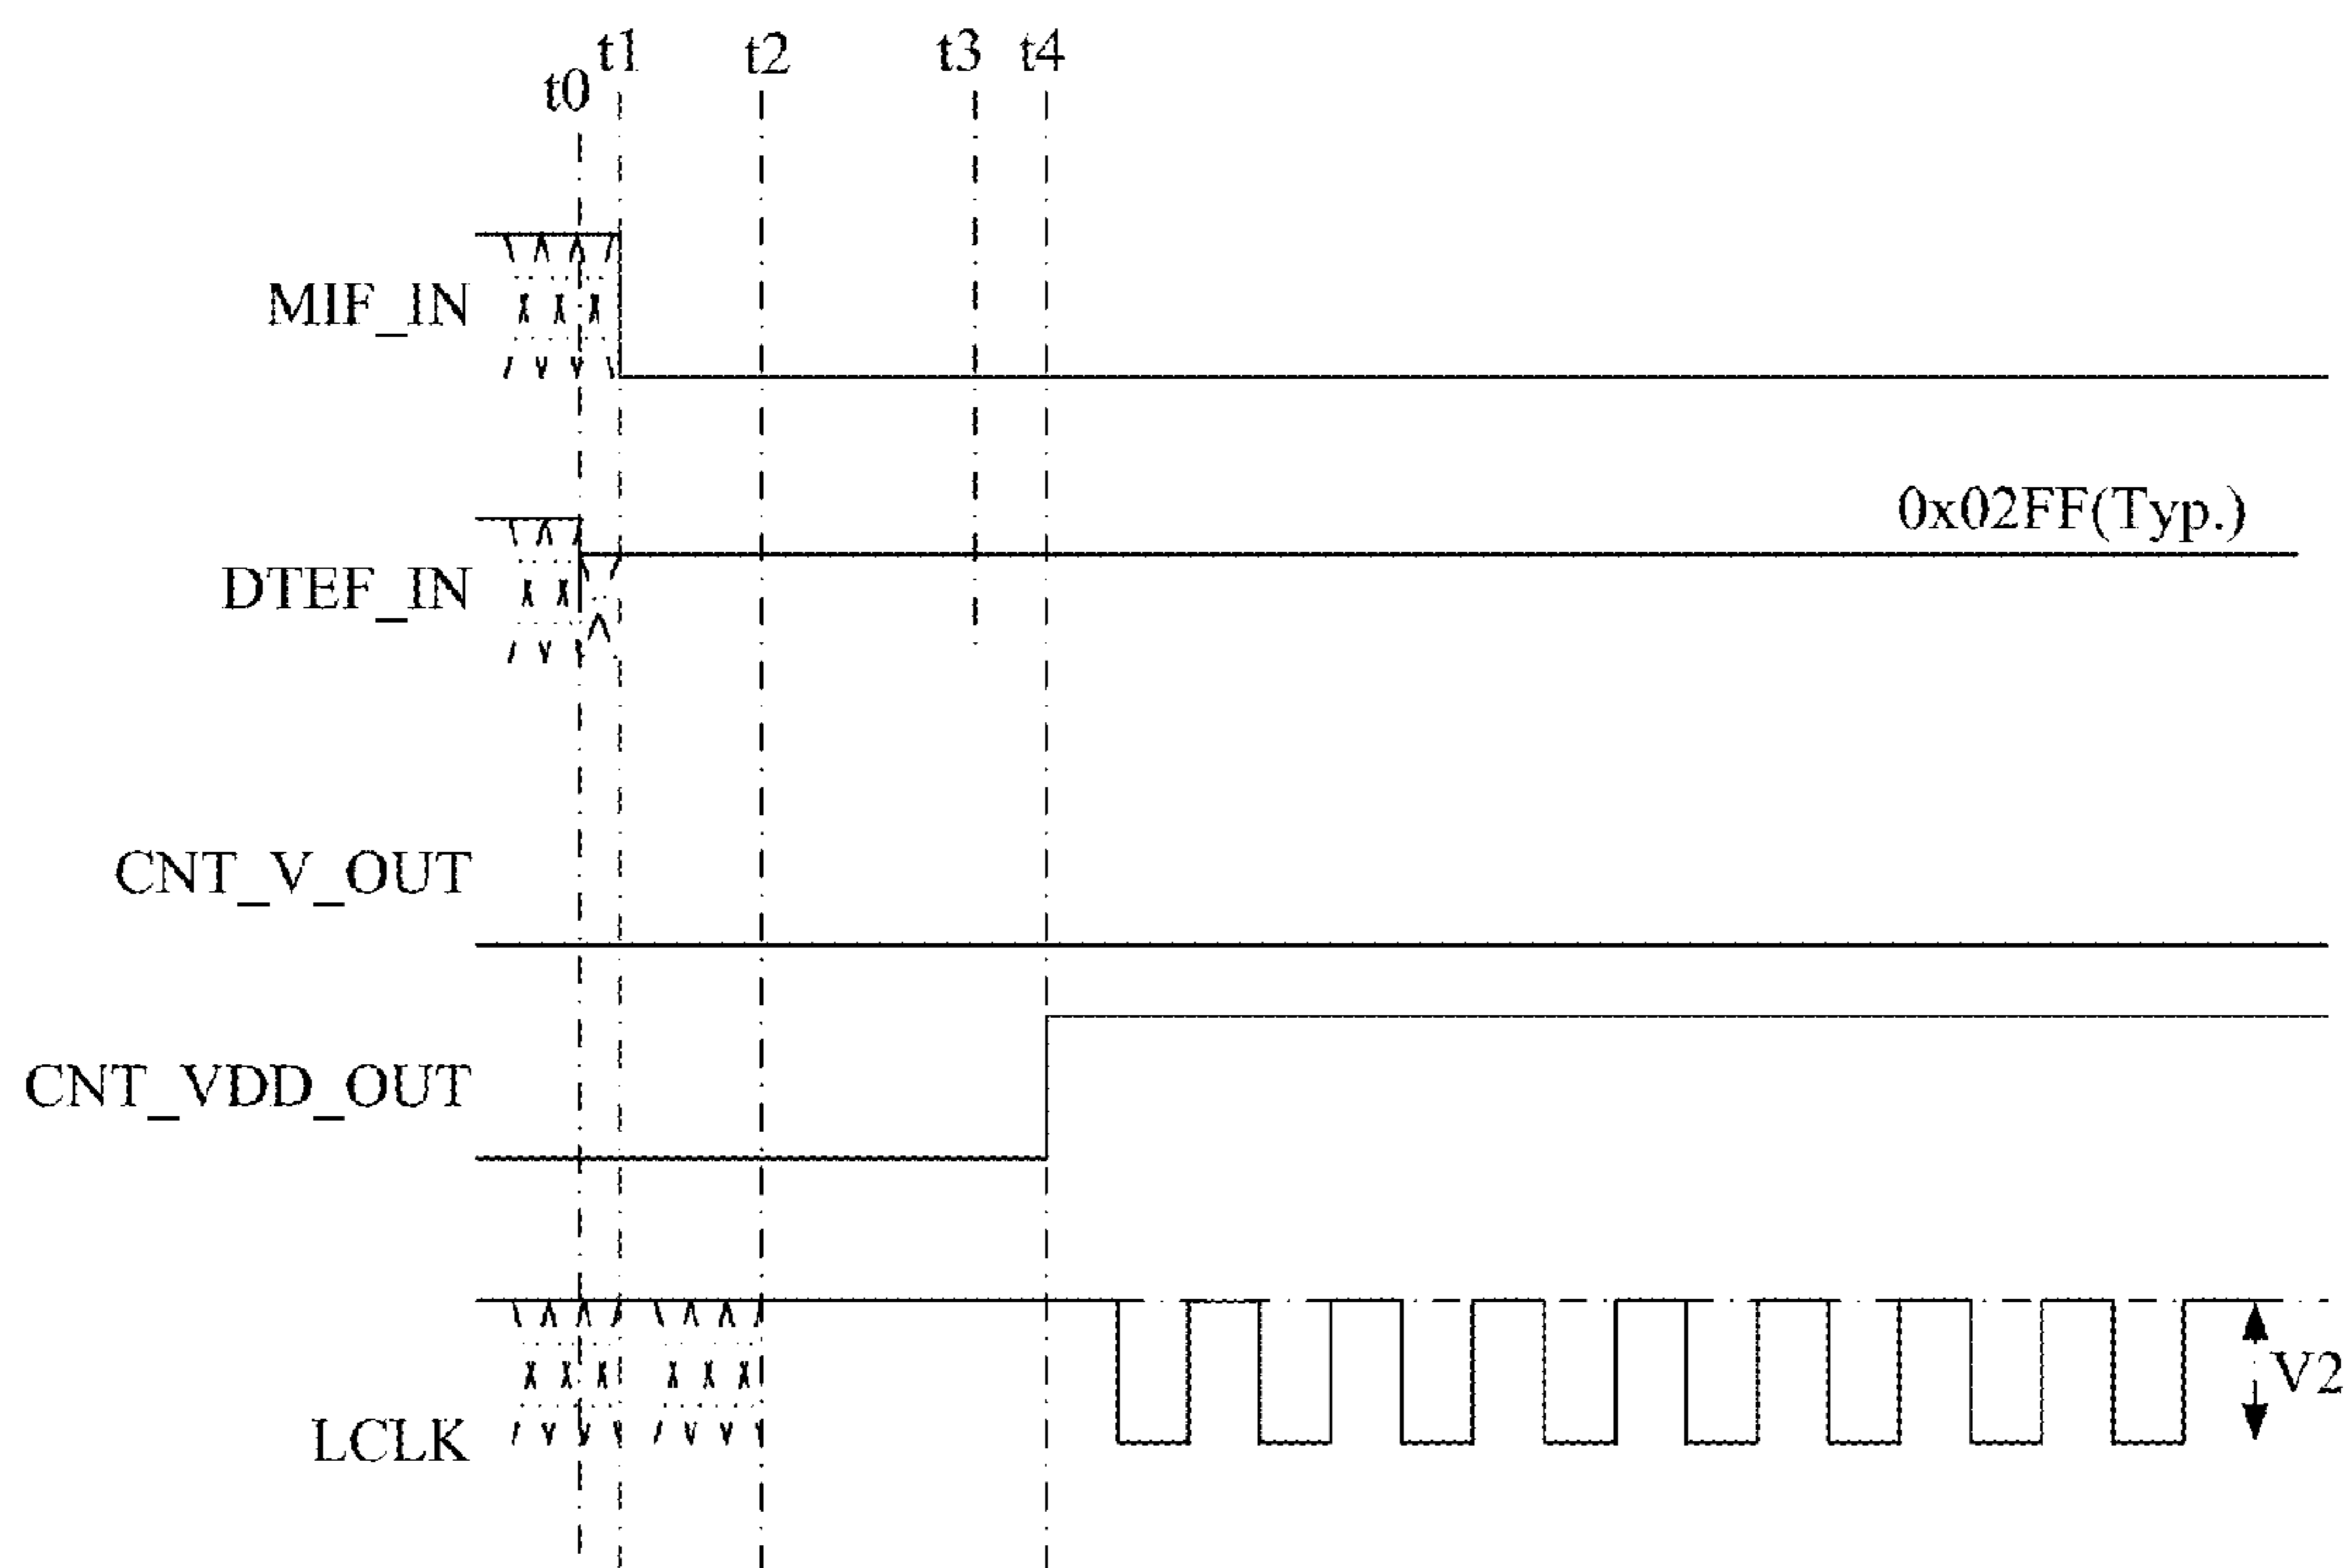 t0 t1 t2 t3 t4
MIF_IN
0x02FF(Typ.)
DTEF_IN
CNT_V_OUT
CNT_VDD_OUT
V2
LCLK